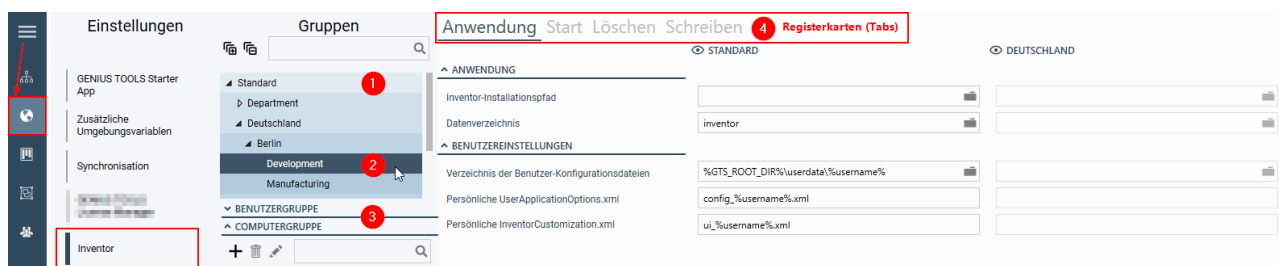 Einstellungen
GENIUS TOOLS Starter
App
Zusätzliche
Umgebungsvariablen
Synchronisation
Inventor
Gruppen
Standard
1
Department
Deutschland
Berlin
Development
2
Manufacturing
BENUTZERGRUPPE
3
COMPUTERGRUPPE
Anwendung Start Löschen Schreiben
4 Registerkarten (Tabs)
STANDARD
DEUTSCHLAND
ANWENDUNG
Inventor-Installationspfad
Datenverzeichnis
inventor
BENUTZEREINSTELLUNGEN
Verzeichnis der Benutzer-Konfigurationsdateien
%GTS_ROOT_DIR%\userdata\%username%
Persönliche UserApplicationOptions.xml
config_%username%.xml
Persönliche InventorCustomization.xml
ui_%username%.xml